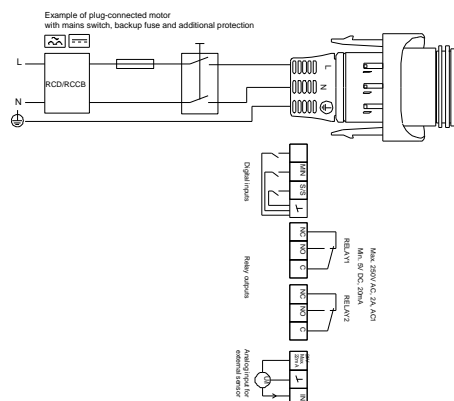 Example of plug-connected motor
with mains switch, backup fuse and additional protection
L
RCD/RCCB
N
L
N
Digital inputs
MIN
S/S
Relay outputs
NC
NO
C
RELAY1
Max. 250V AC, 2A, AC1
Min. 5V DC, 20mA
NC
NO
C
RELAY2
Analog input for
external sensor
IN